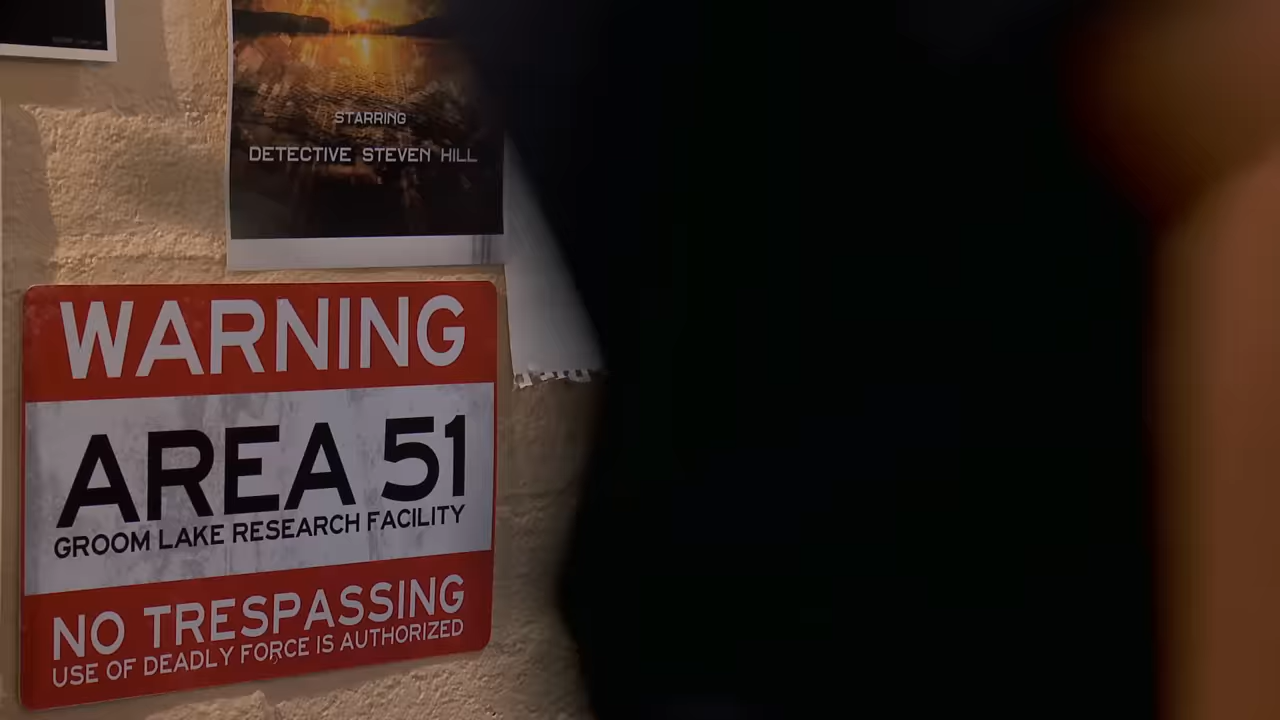 STARRING
DETECTIVE STEVEN HILL
WARNING
AREA 51
GROOM LAKE RESEARCH FACILITY
NO TRESPASSING
USE OF DEADLY FORCE IS AUTHORIZED